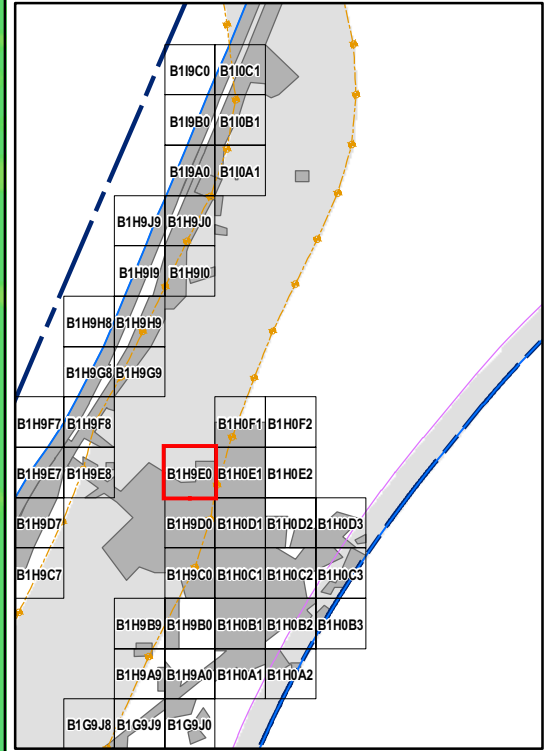 B1I9C0 B1I0C1
B1I9B0 B1I0B1
B1I9A0 B1I0A1
B1H9J9 B1H9J0
B1H9I9 B1H9I0
B1H9H8 B1H9H9
B1H9G8 B1H9G9
B1H9F7 B1H9F8 B1H0F1 B1H0F2
B1H9E7 B1H9E8 B1H9E0 B1H0E1 B1H0E2
B1H9D7 B1H9D0 B1H0D1 B1H0D2 B1H0D3
B1H9C7 B1H9C0 B1H0C1 B1H0C2 B1H0C3
B1H9B9 B1H9B0 B1H0B1 B1H0B2 B1H0B3
B1H9A9 B1H9A0 B1H0A1 B1H0A2
B1G9J8 B1G9J9 B1G9J0